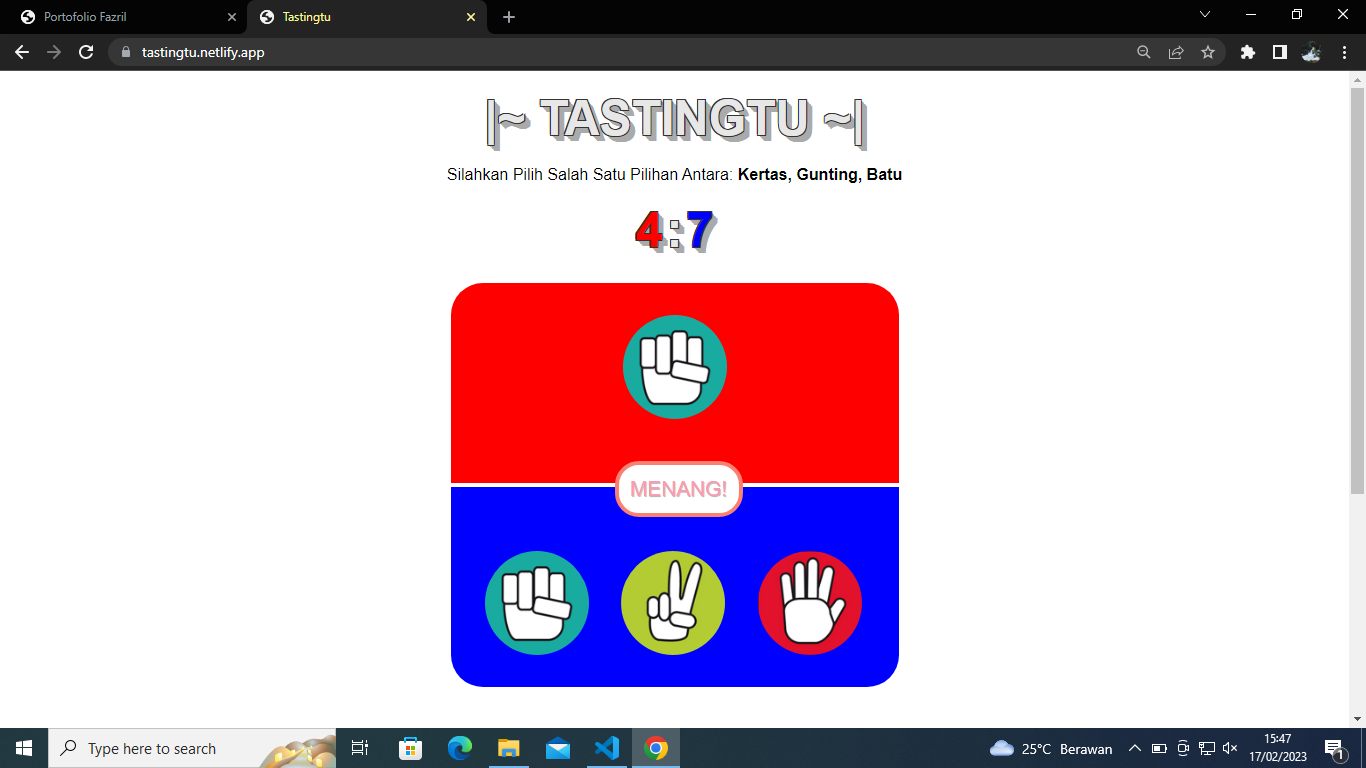 Portofolio Fazril
Tastingtu
tastingtu.netlify.app
|~ TASTINGTU ~|
Silahkan Pilih Salah Satu Pilihan Antara: Kertas, Gunting, Batu
4:7
MENANG!
Type here to search
25°C Berawan
15:47
17/02/2023
1